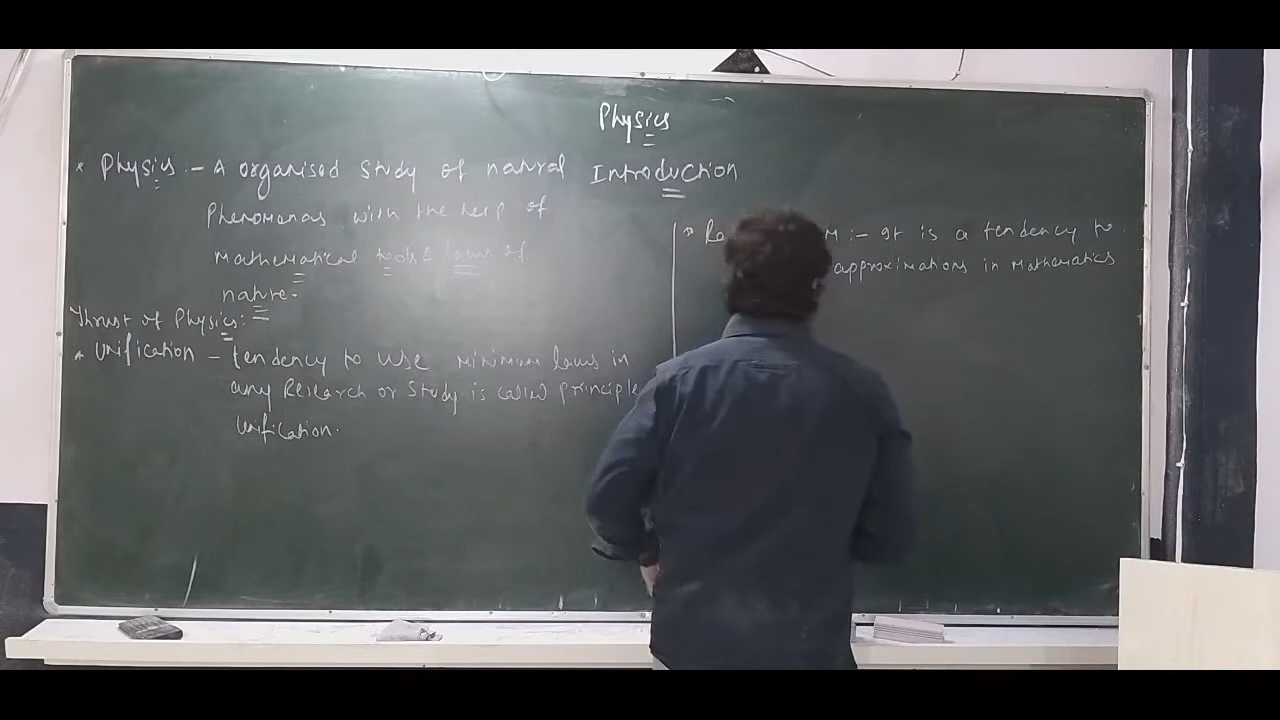 Physics
Introduction
* Physics :- A organised Study of natural
Phenomenas with the help of
mathematical tools & laws of
nature.
Thrust of Physics:
* Unification - tendency to use minimum laws in
any Research or Study is called principle
Unification.
* :- It is a tendency to
approximations in Mathematics